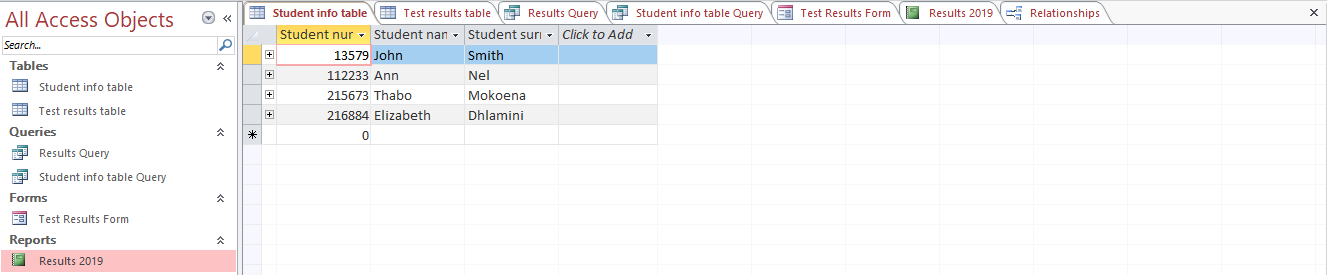 All Access Objects
Search...
Tables
Student info table
Test results table
Queries
Results Query
Student info table Query
Forms
Test Results Form
Reports
Results 2019
Student info table Test results table Results Query Student info table Query Test Results Form Results 2019 Relationships
Student nur Student nan Student surr Click to Add
13579 John Smith
112233 Ann Nel
215673 Thabo Mokoena
216884 Elizabeth Dhlamini
0